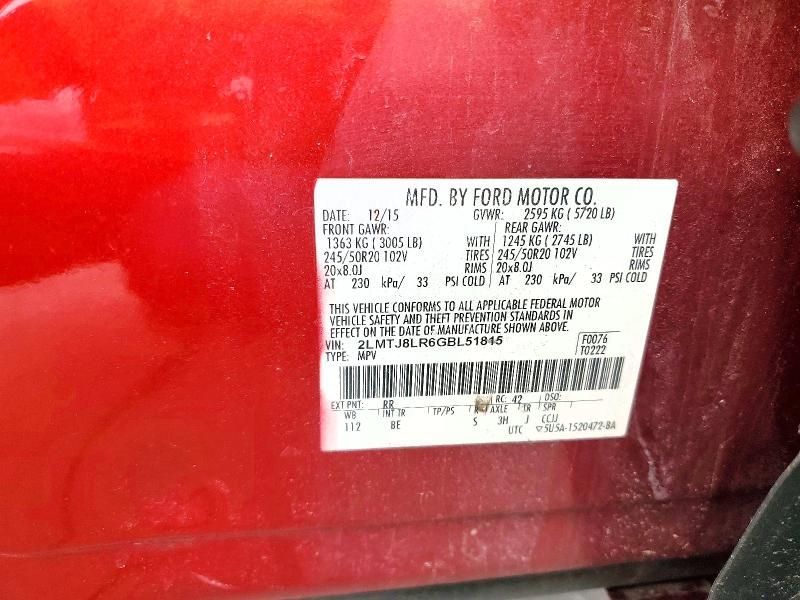 MFD. BY FORD MOTOR CO.
DATE: 12/15 GVWR: 2595 KG ( 5720 LB)
FRONT GAWR: REAR GAWR:
1363 KG ( 3005 LB) WITH 1245 KG ( 2745 LB) WITH
245/50R20 102V TIRES 245/50R20 102V TIRES
20x8.0J RIMS 20x8.0J RIMS
AT 230 kPa/ 33 PSI COLD AT 230 kPa/ 33 PSI COLD
THIS VEHICLE CONFORMS TO ALL APPLICABLE FEDERAL MOTOR
VEHICLE SAFETY AND THEFT PREVENTION STANDARDS IN
EFFECT ON THE DATE OF MANUFACTURE SHOWN ABOVE.
VIN: 2LMTJ8LR6GBL51815 F0076
TYPE: MPV T0222
EXT PNT: RR RC: 42 DSO:
WB INT TR TP/PS R AXLE TR SPR
112 BE S 3H J CCJJ
UTC ▽5U5A-1520472-BA